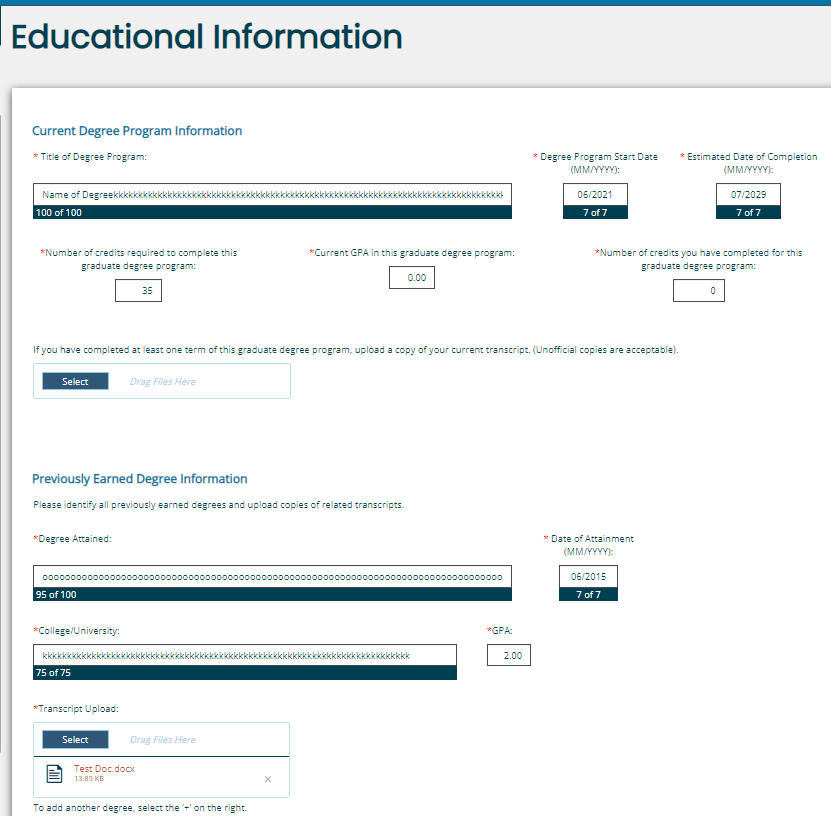 Educational Information
Current Degree Program Information
* Title of Degree Program:
* Degree Program Start Date
(MM/YYYY):
* Estimated Date of Completion
(MM/YYYY):
06/2021
07/2029
100 of 100
7 of 7
7 of 7
*Number of credits required to complete this
graduate degree program:
*Current GPA in this graduate degree program:
*Number of credits you have completed for this
graduate degree program:
35
0.00
0
If you have completed at least one term of this graduate degree program, upload a copy of your current transcript. (Unofficial copies are acceptable).
Select
Drag Files Here
Previously Earned Degree Information
Please identify all previously earned degrees and upload copies of related transcripts.
*Degree Attained:
* Date of Attainment
(MM/YYYY):
06/2015
95 of 100
7 of 7
*College/University:
*GPA:
2.00
75 of 75
*Transcript Upload:
Select
Drag Files Here
Test Doc.docx
13.85 KB
To add another degree, select the '+' on the right.